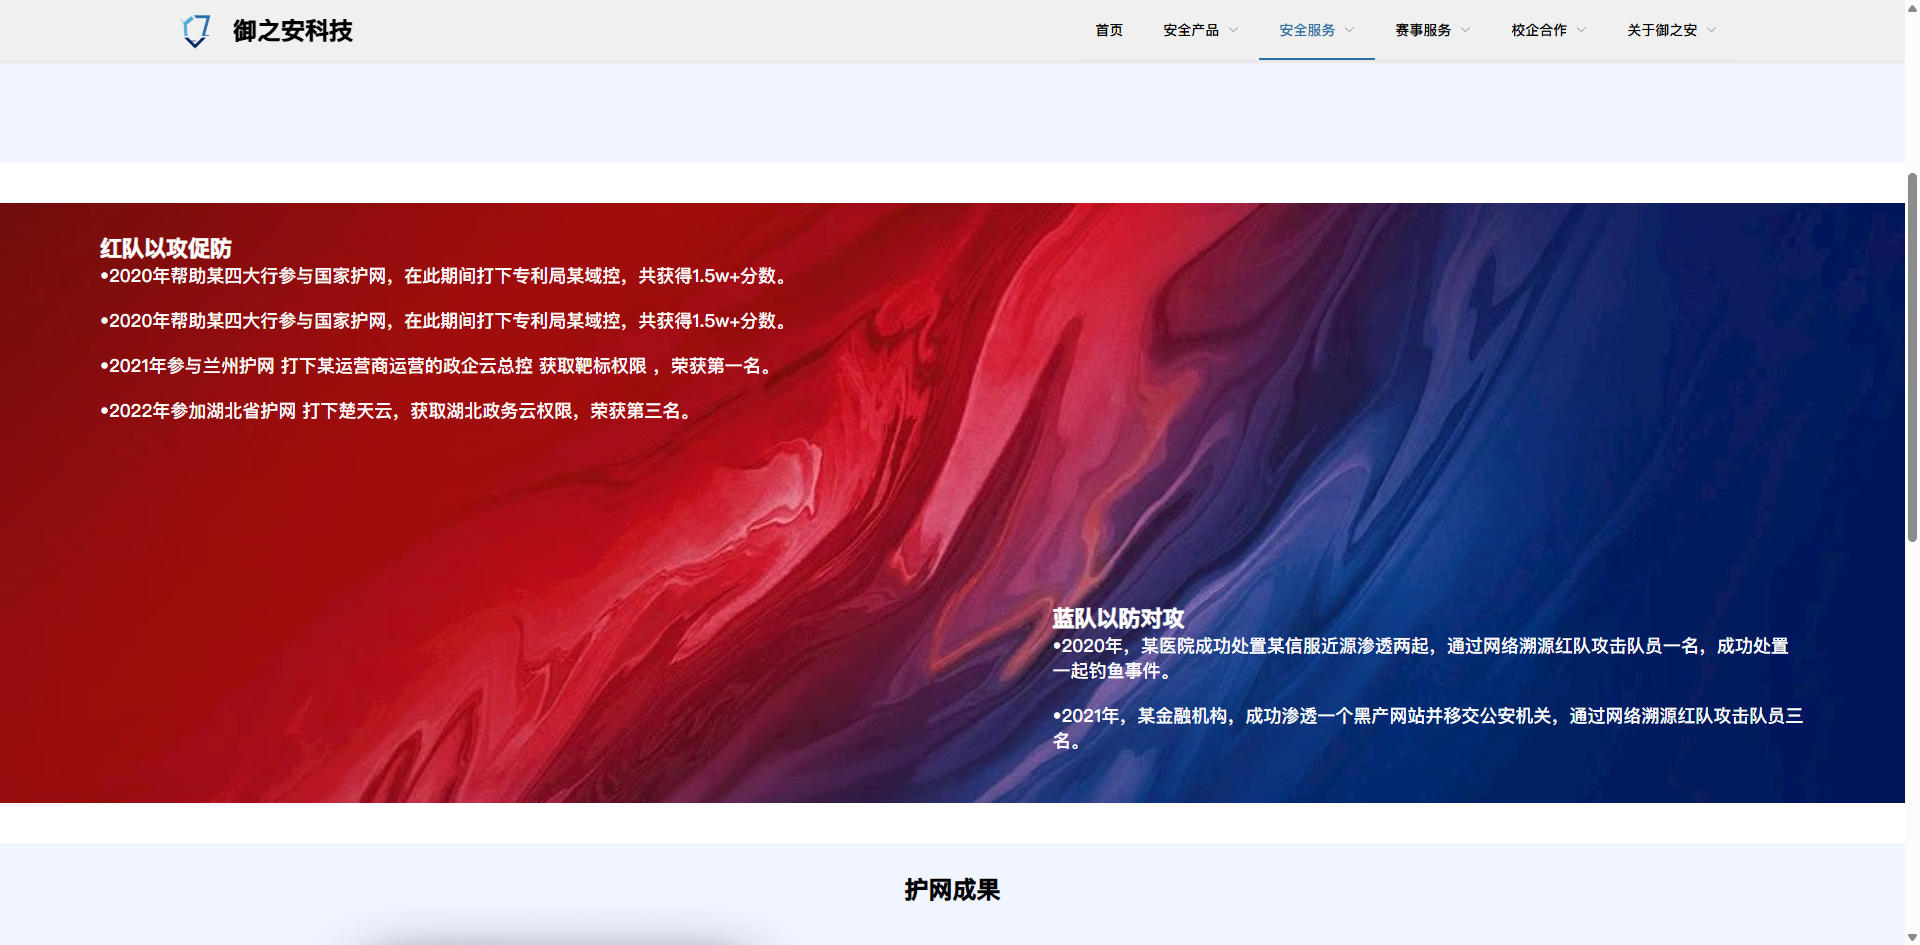 御之安科技
首页 安全产品 安全服务 赛事服务 校企合作 关于御之安
红队以攻促防
•2020年帮助某四大行参与国家护网，在此期间打下专利局某域控，共获得1.5w+分数。
•2020年帮助某四大行参与国家护网，在此期间打下专利局某域控，共获得1.5w+分数。
•2021年参与兰州护网 打下某运营商运营的政企云总控 获取靶标权限 ，荣获第一名。
•2022年参加湖北省护网 打下楚天云，获取湖北政务云权限，荣获第三名。
蓝队以防对攻
•2020年，某医院成功处置某信服近源渗透两起，通过网络溯源红队攻击队员一名，成功处置
一起钓鱼事件。
•2021年，某金融机构，成功渗透一个黑产网站并移交公安机关，通过网络溯源红队攻击队员三
名。
护网成果